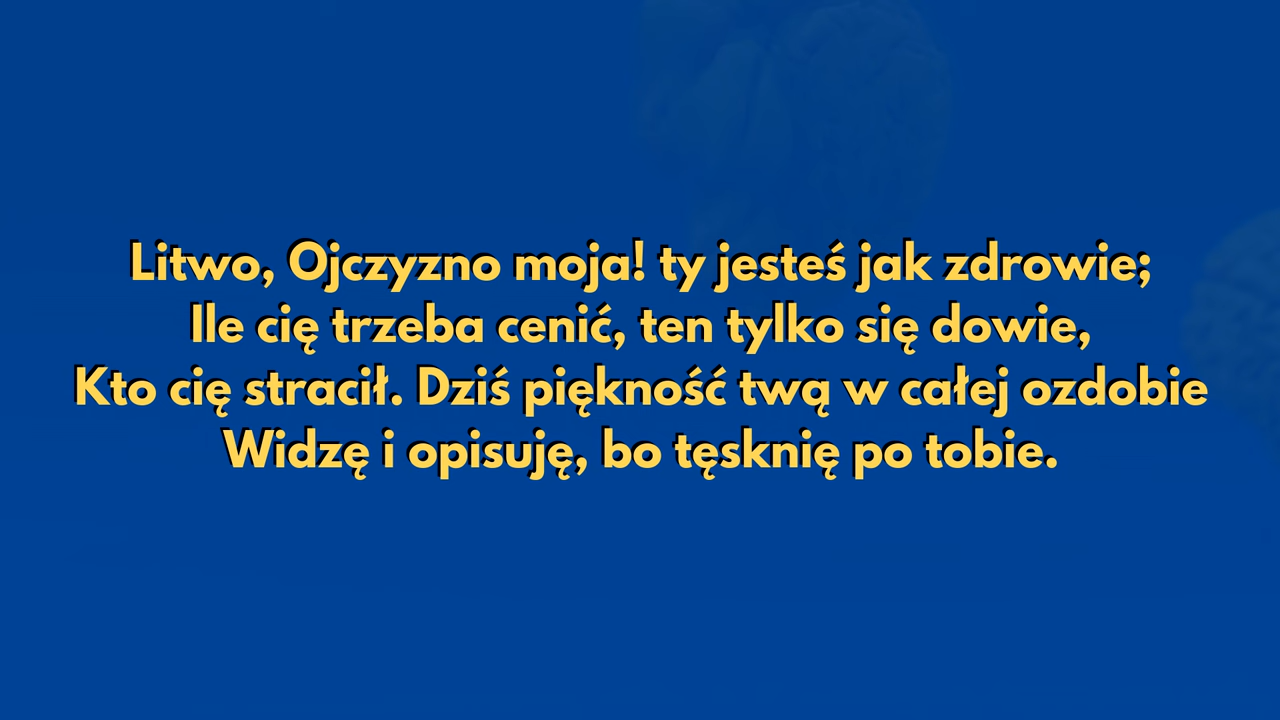 Litwo, Ojczyzno moja! ty jesteś jak zdrowie;
Ile cię trzeba cenić, ten tylko się dowie,
Kto cię stracił. Dziś piękność twą w całej ozdobie
Widzę i opisuję, bo tęsknię po tobie.